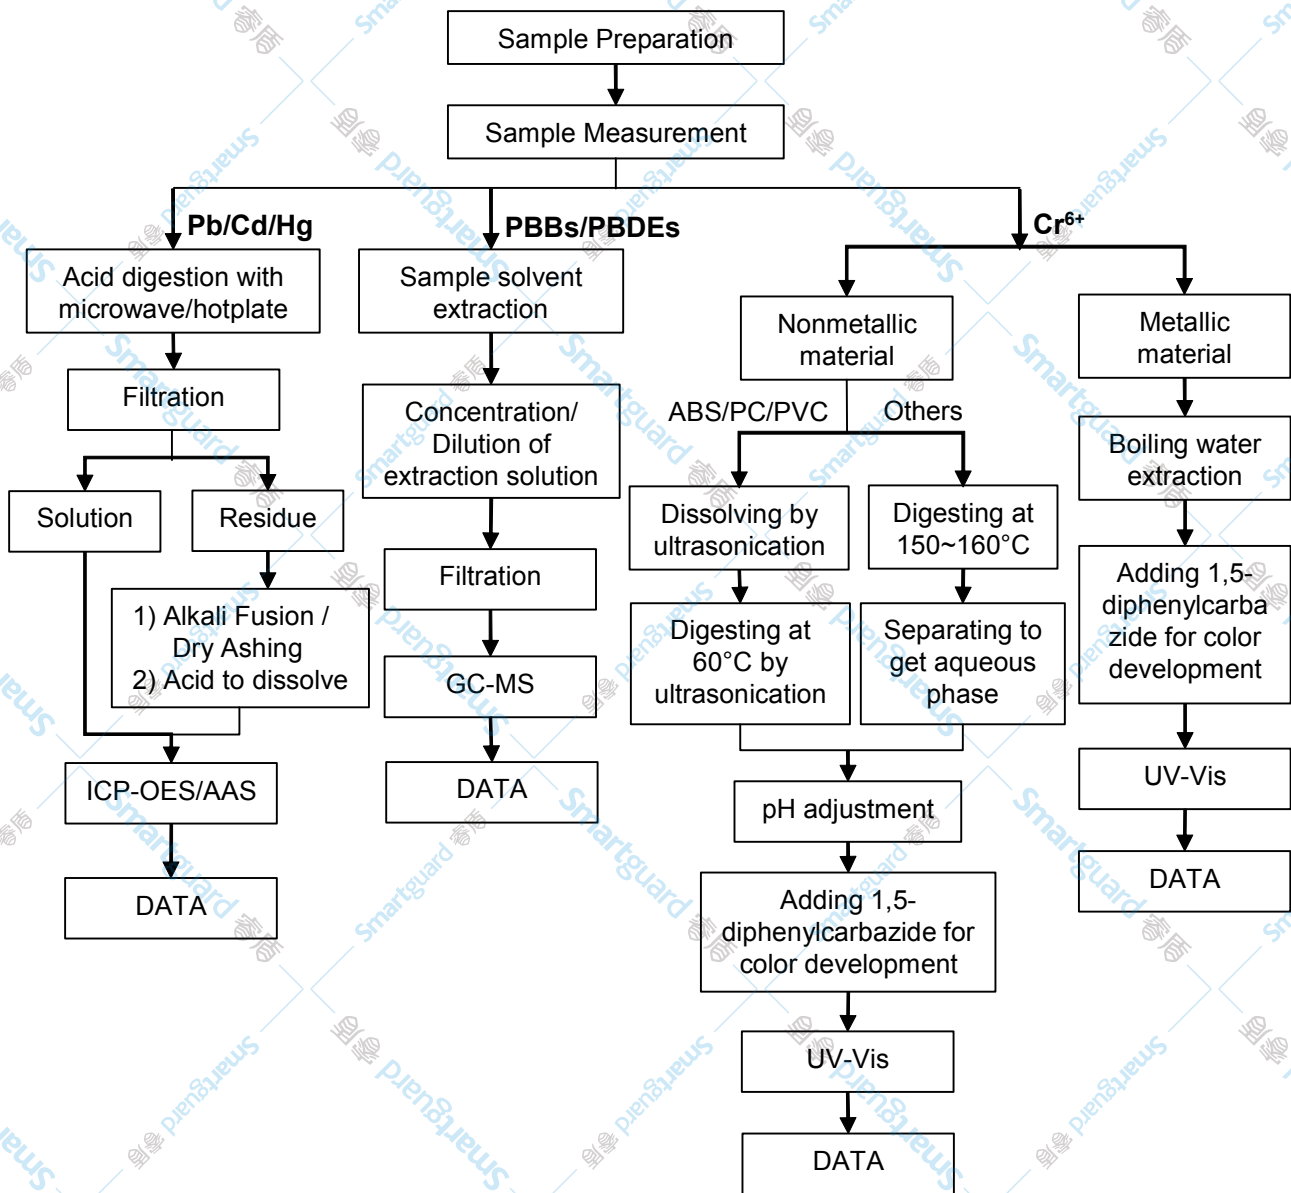 Sample Preparation
Sample Measurement
Pb/Cd/Hg
Acid digestion with
microwave/hotplate
Filtration
Solution
Residue
1) Alkali Fusion /
Dry Ashing
2) Acid to dissolve
ICP-OES/AAS
DATA
PBBs/PBDEs
Sample solvent
extraction
Concentration/
Dilution of
extraction solution
Filtration
GC-MS
DATA
Cr⁶⁺
Nonmetallic
material
ABS/PC/PVC
Others
Dissolving by
ultrasonication
Digesting at
60°C by
ultrasonication
Digesting at
150~160°C
Separating to
get aqueous
phase
pH adjustment
Adding 1,5-
diphenylcarbazide for
color development
UV-Vis
DATA
Metallic
material
Boiling water
extraction
Adding 1,5-
diphenylcarba
zide for color
development
UV-Vis
DATA
Smartguard 睿盾